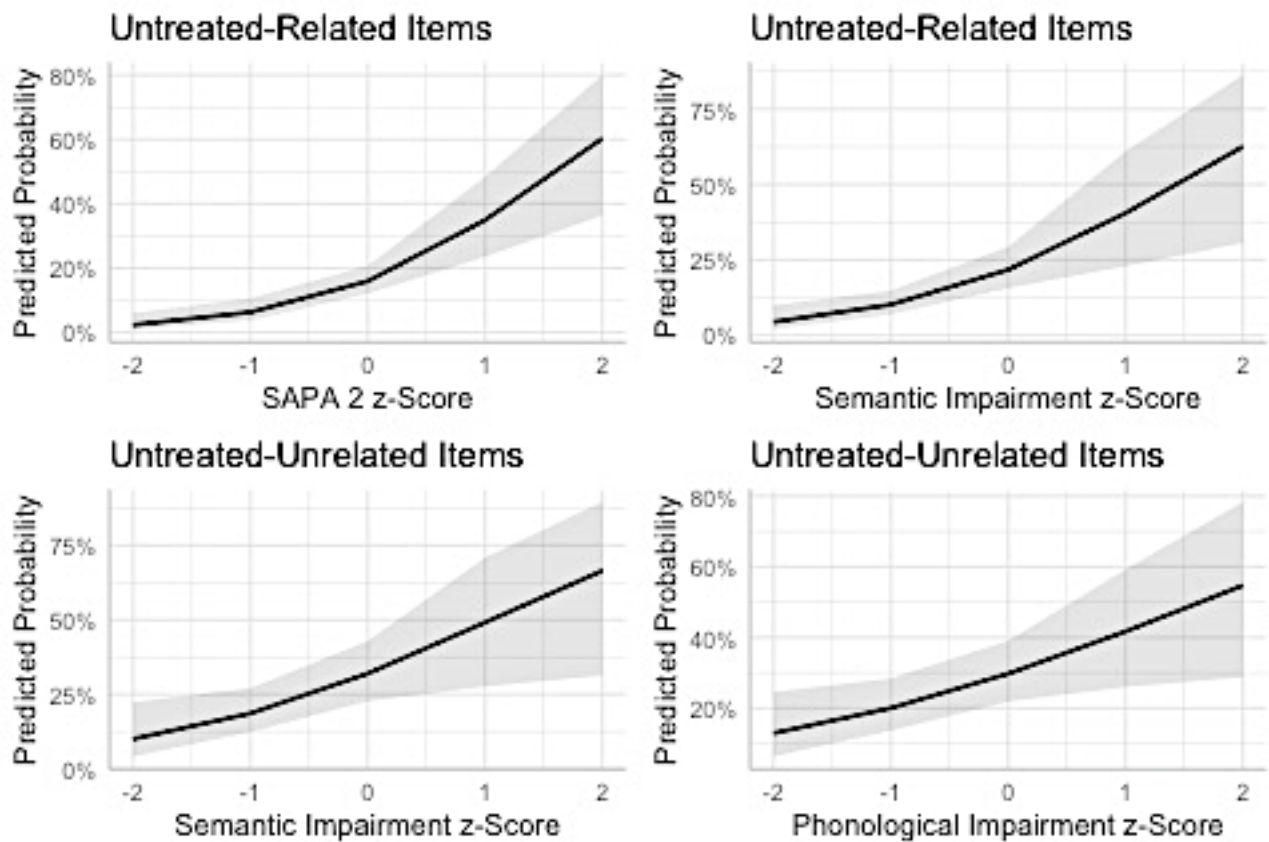 Untreated-Related Items
Predicted Probability
80%
60%
40%
20%
0%
-2 -1 0 1 2
SAPA 2 z-Score
Untreated-Related Items
Predicted Probability
75%
50%
25%
0%
-2 -1 0 1 2
Semantic Impairment z-Score
Untreated-Unrelated Items
Predicted Probability
75%
50%
25%
0%
-2 -1 0 1 2
Semantic Impairment z-Score
Untreated-Unrelated Items
Predicted Probability
80%
60%
40%
20%
-2 -1 0 1 2
Phonological Impairment z-Score